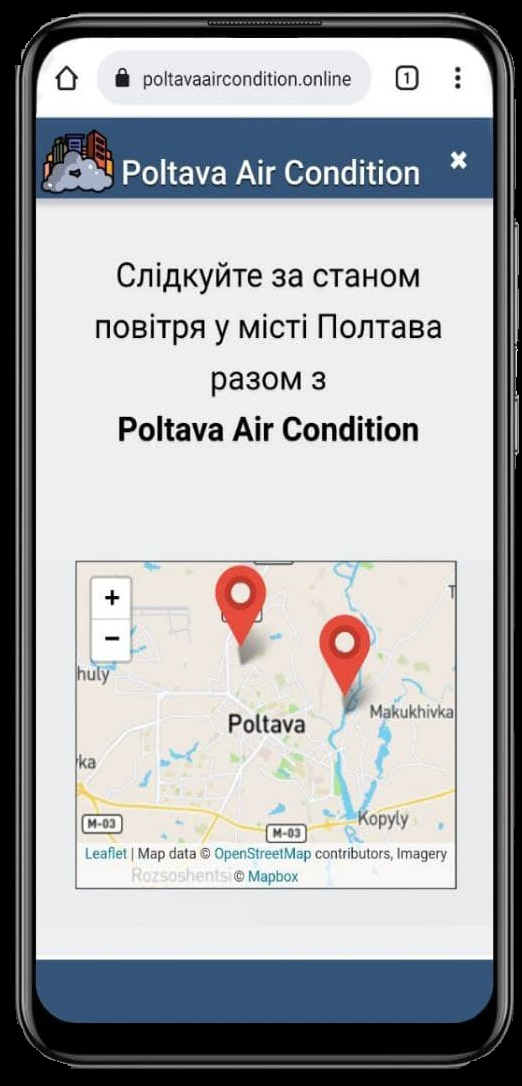 poltavaaircondition.online
1
Poltava Air Condition
×
Слідкуйте за станом
повітря у місті Полтава
разом з
Poltava Air Condition
+
−
huly
Poltava
Makukhivka
ka
M-03
M-03
Kopyly
Leaflet | Map data © OpenStreetMap contributors, Imagery
Rozsoshentsi © Mapbox